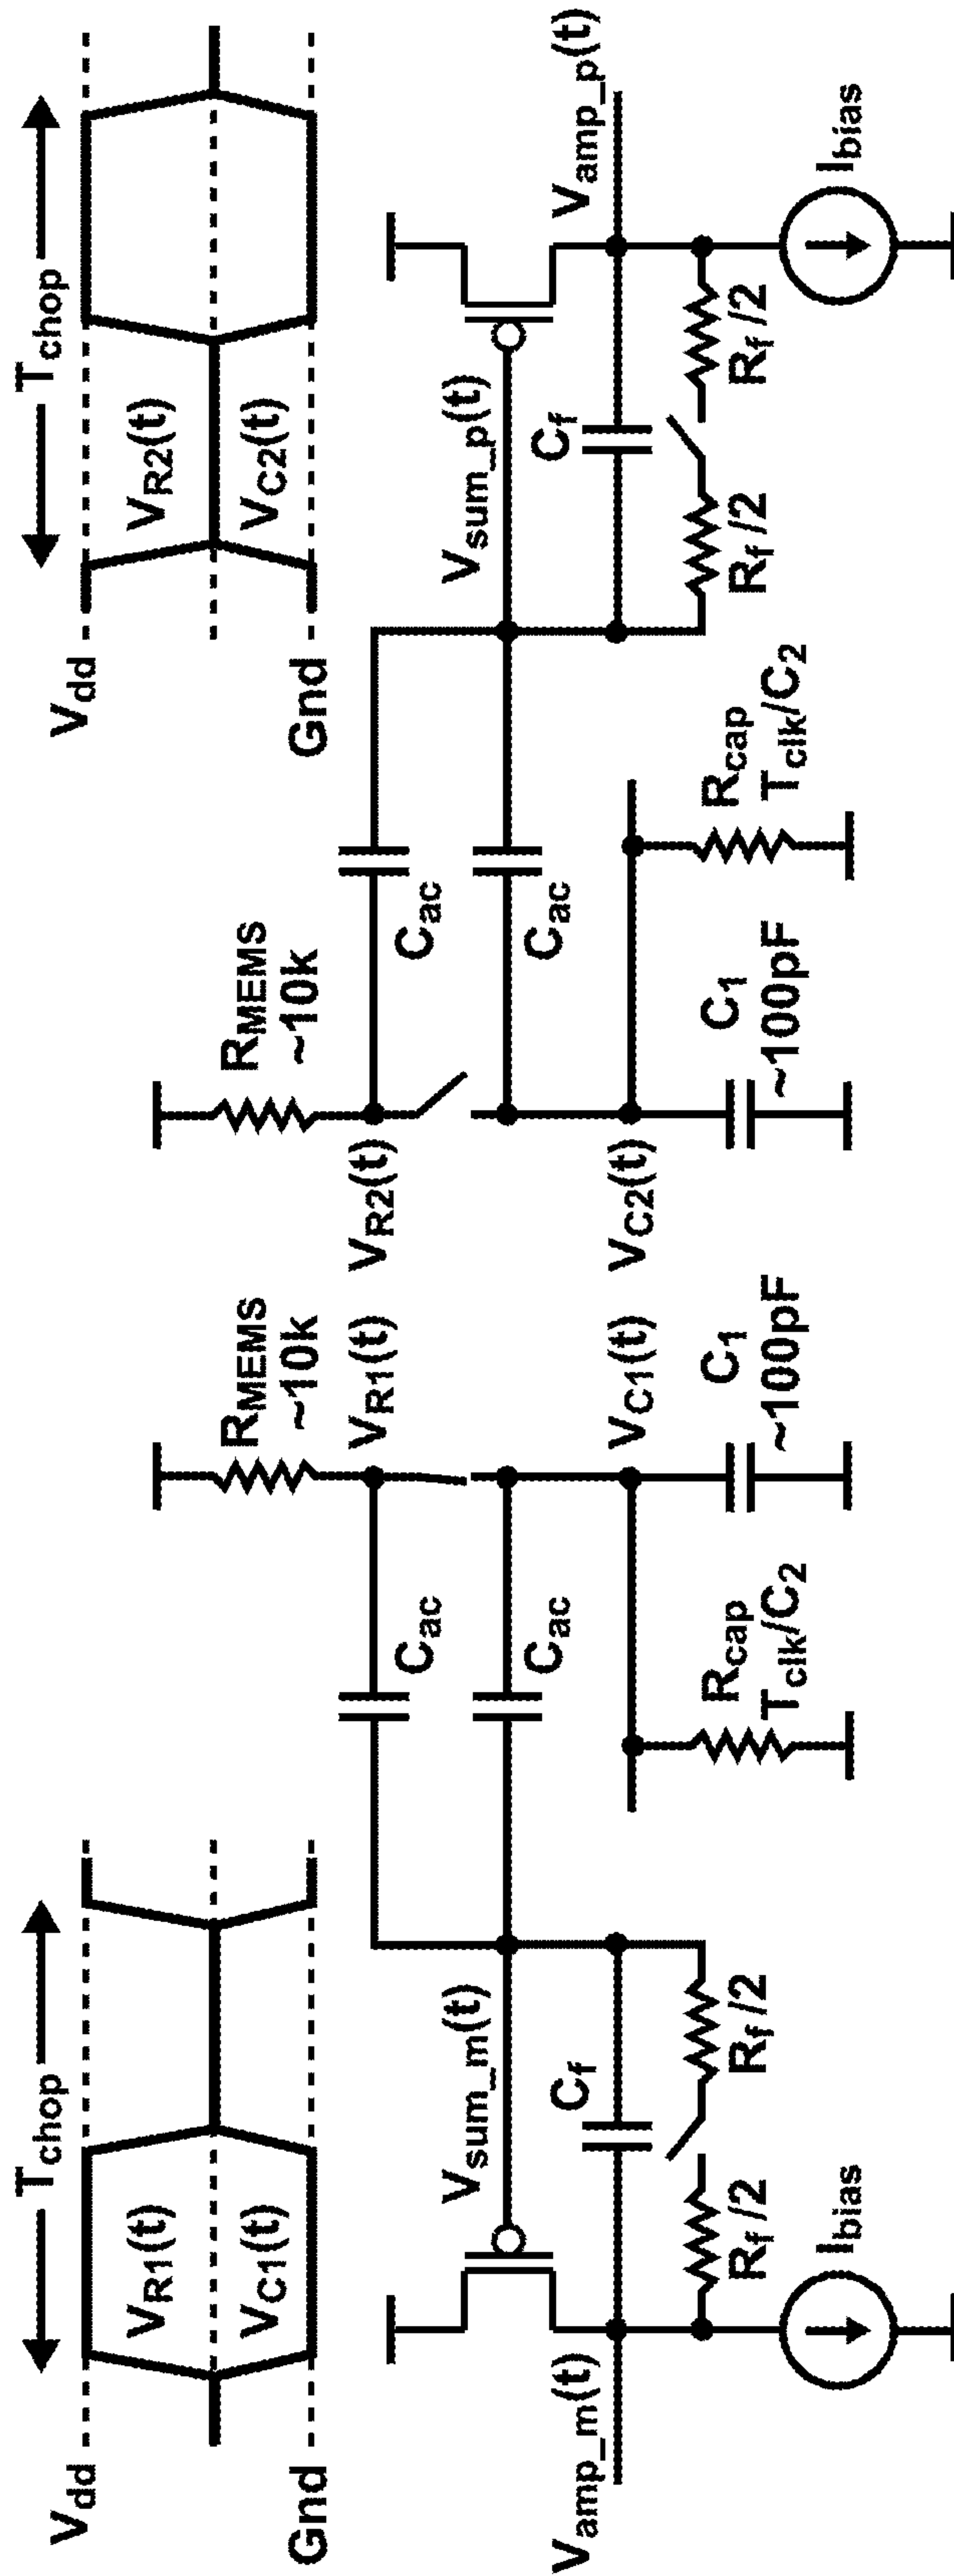 Tchop
Tchop
Vdd
Vdd
VR1(t)
VR2(t)
VC1(t)
VC2(t)
Gnd
Gnd
RMEMS
~10k
RMEMS
~10k
VR1(t)
VR2(t)
Cac
Cac
Vsum_m(t)
Vsum_p(t)
Cac
Cac
Vamp_m(t)
Cf
VC1(t)
VC2(t)
Cf
Vamp_p(t)
Rf/2
Rf/2
Rcap
Tclk/C2
C1
~100pF
C1
~100pF
Rcap
Tclk/C2
Rf/2
Rf/2
Ibias
Ibias